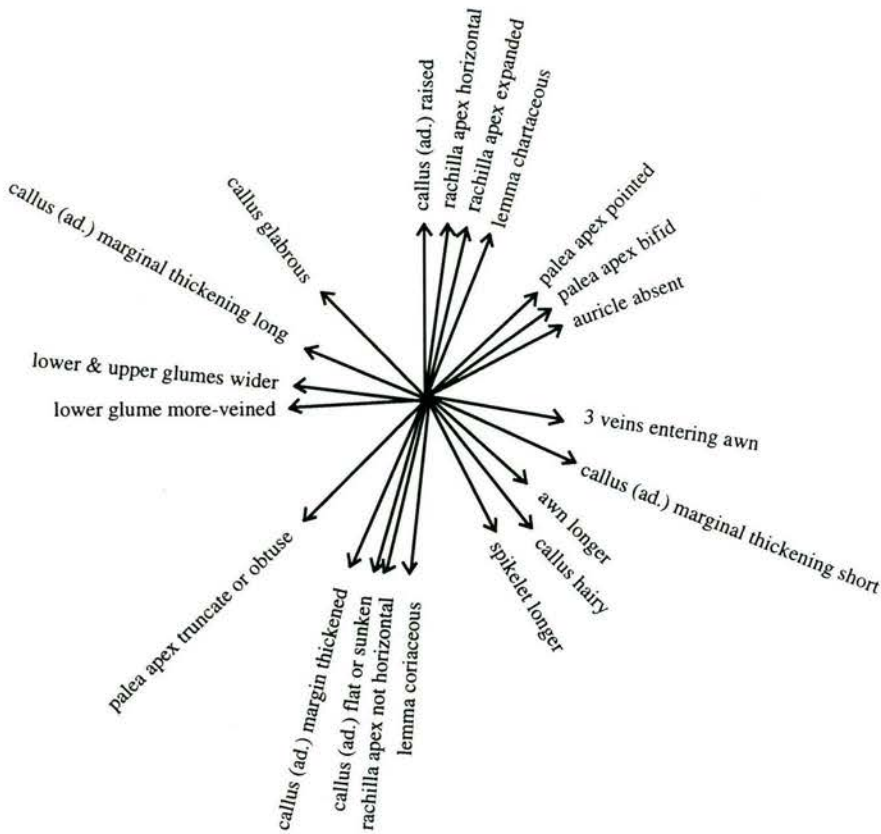 callus (ad.) raised
rachilla apex horizontal
rachilla apex expanded
lemma chartaceous
palea apex pointed
palea apex bifid
auricle absent
callus glabrous
callus (ad.) marginal thickening long
lower & upper glumes wider
lower glume more-veined
3 veins entering awn
callus (ad.) marginal thickening short
awn longer
callus hairy
spikelet longer
palea apex truncate or obtuse
callus (ad.) margin thickened
callus (ad.) flat or sunken
rachilla apex not horizontal
lemma coriaceous